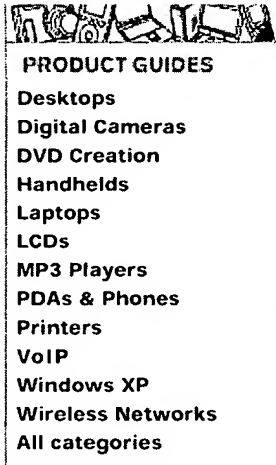 PRODUCT GUIDES
Desktops
Digital Cameras
DVD Creation
Handhelds
Laptops
LCDs
MP3 Players
PDAs & Phones
Printers
VoIP
Windows XP
Wireless Networks
All categories